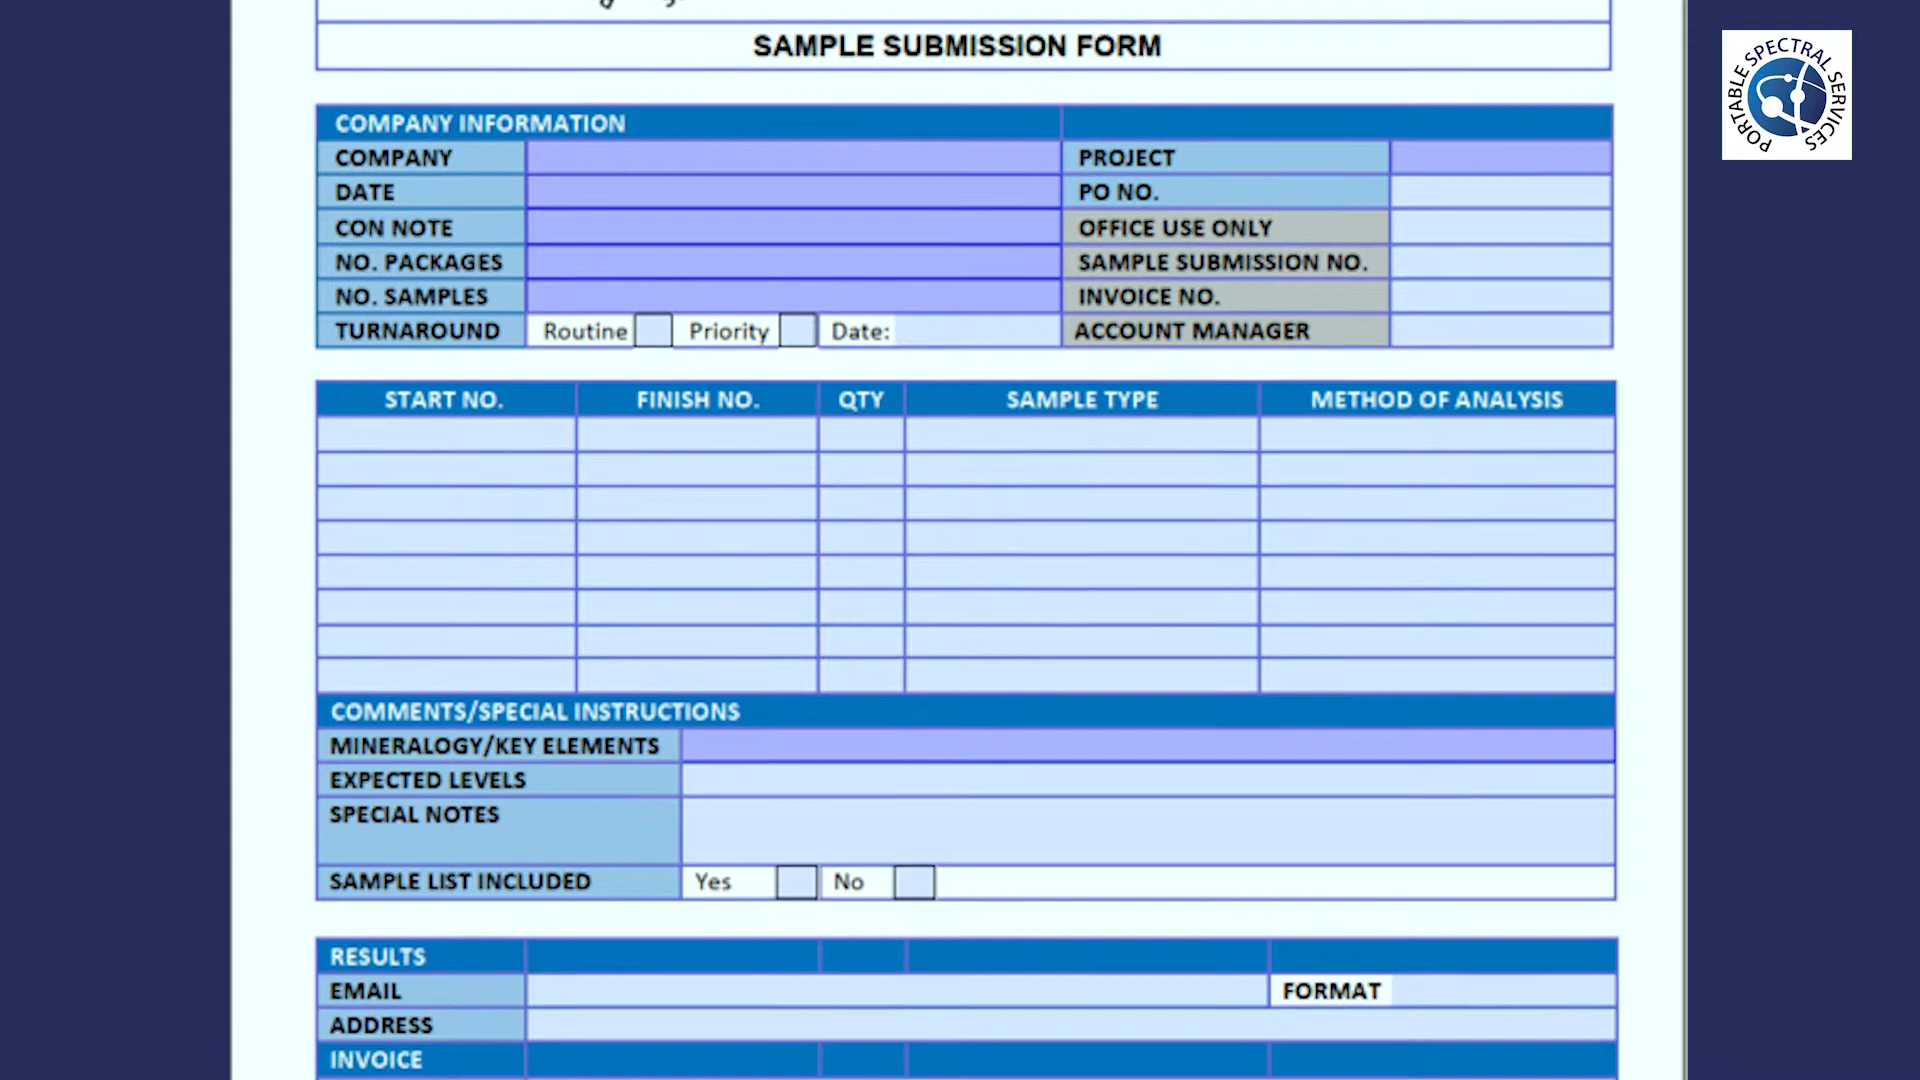 SAMPLE SUBMISSION FORM
PORTABLE SPECTRAL SERVICES
COMPANY INFORMATION
COMPANY PROJECT
DATE PO NO.
CON NOTE OFFICE USE ONLY
NO. PACKAGES SAMPLE SUBMISSION NO.
NO. SAMPLES INVOICE NO.
TURNAROUND Routine Priority Date: ACCOUNT MANAGER
START NO. FINISH NO. QTY SAMPLE TYPE METHOD OF ANALYSIS
COMMENTS/SPECIAL INSTRUCTIONS
MINERALOGY/KEY ELEMENTS
EXPECTED LEVELS
SPECIAL NOTES
SAMPLE LIST INCLUDED Yes No
RESULTS
EMAIL FORMAT
ADDRESS
INVOICE